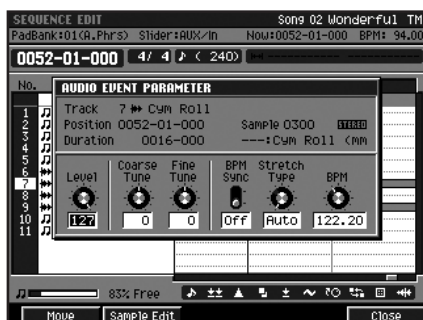 SEQUENCE EDIT Song 02 Wonderful TM
PadBank:01(A.Phrs) Slider:AUX/In Now:0052-01-000 BPM: 94.00
0052-01-000 4/ 4 ♪ ( 240)
No.
AUDIO EVENT PARAMETER
Track 7 Cym Roll
Position 0052-01-000 Sample 0300 STEREO
Duration 0016-000 ---:Cym Roll (MM
Level Coarse Tune Fine Tune BPM Sync Stretch Type BPM
127 0 0 Off Auto 122.20
1
2
3
4
5
6
7
8
9
10
11
83% Free
Move Sample Edit Close